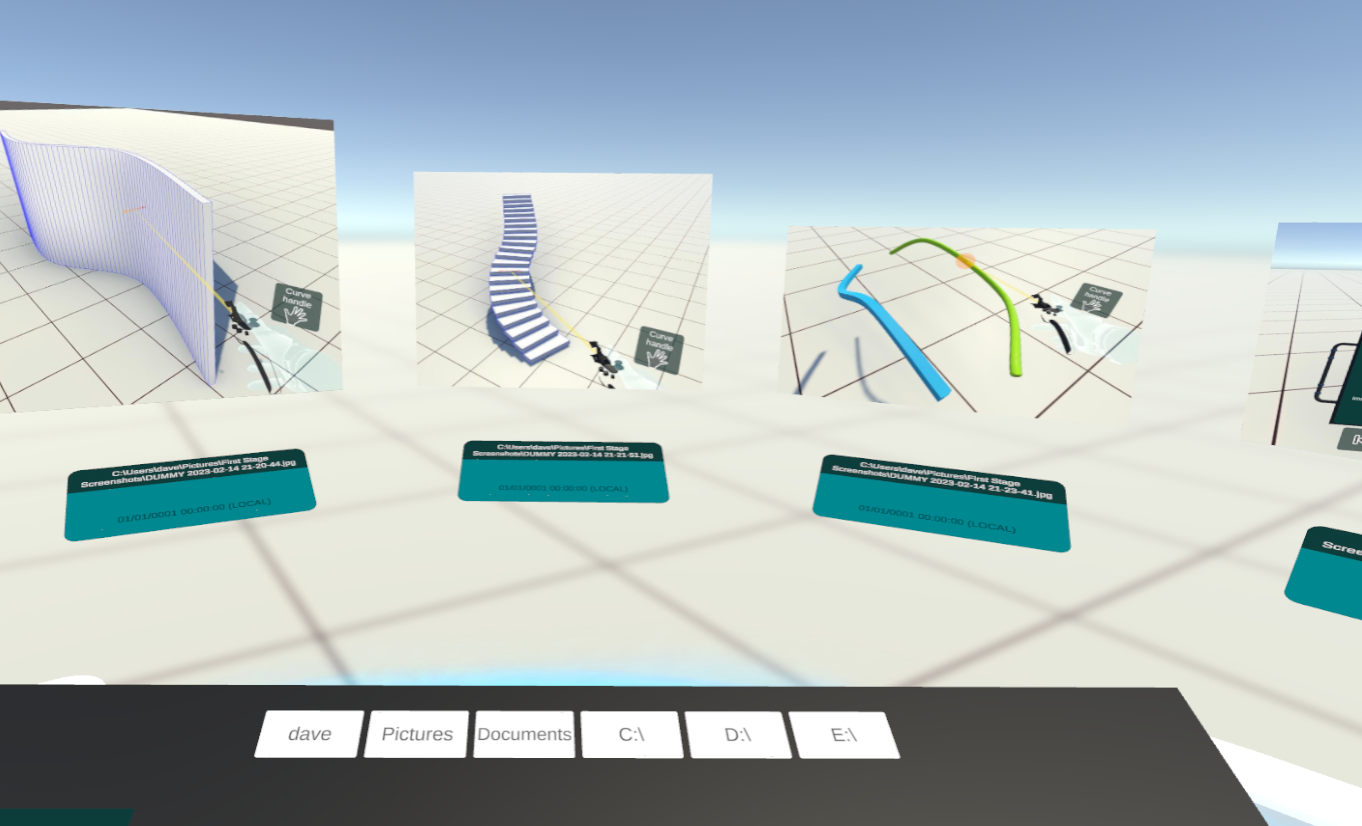 Curve
handle
Curve
handle
Curve
handle
C:\Users\dave\Pictures\First Stage
Screenshots\DUMMY 2023-02-14 21-20-44.jpg
01/01/0001 00:00:00 (LOCAL)
C:\Users\dave\Pictures\First Stage
Screenshots\DUMMY 2023-02-14 21-21-51.jpg
01/01/0001 00:00:00 (LOCAL)
C:\Users\dave\Pictures\First Stage
Screenshots\DUMMY 2023-02-14 21-23-41.jpg
01/01/0001 00:00:00 (LOCAL)
dave
Pictures
Documents
C:\
D:\
E:\